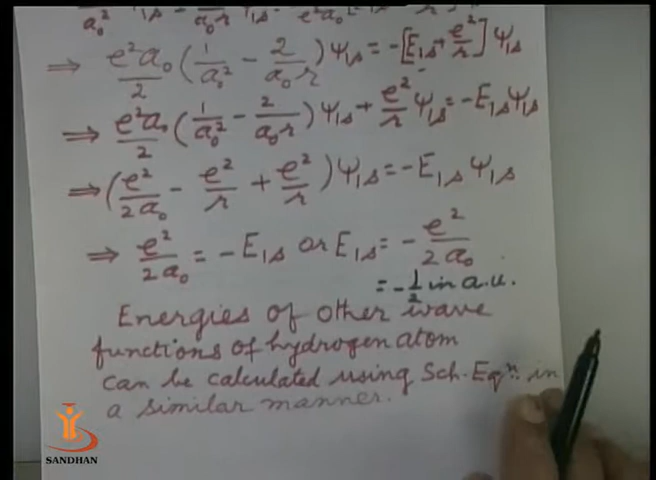 ⇒ e²a₀/2 (1/a₀² - 2/a₀r) Ψ₁ₛ = -[E₁ₛ + e²/r] Ψ₁ₛ
⇒ e²a₀/2 (1/a₀² - 2/a₀r) Ψ₁ₛ + e²/r Ψ₁ₛ = -E₁ₛΨ₁ₛ
⇒ (e²/2a₀ - e²/r + e²/r) Ψ₁ₛ = -E₁ₛ Ψ₁ₛ
⇒ e²/2a₀ = -E₁ₛ or E₁ₛ = - e²/2a₀
= -1/2 in a.u.
Energies of other wave
functions of hydrogen atom
can be calculated using Sch. Eqⁿ. in
a similar manner.
SANDHAN